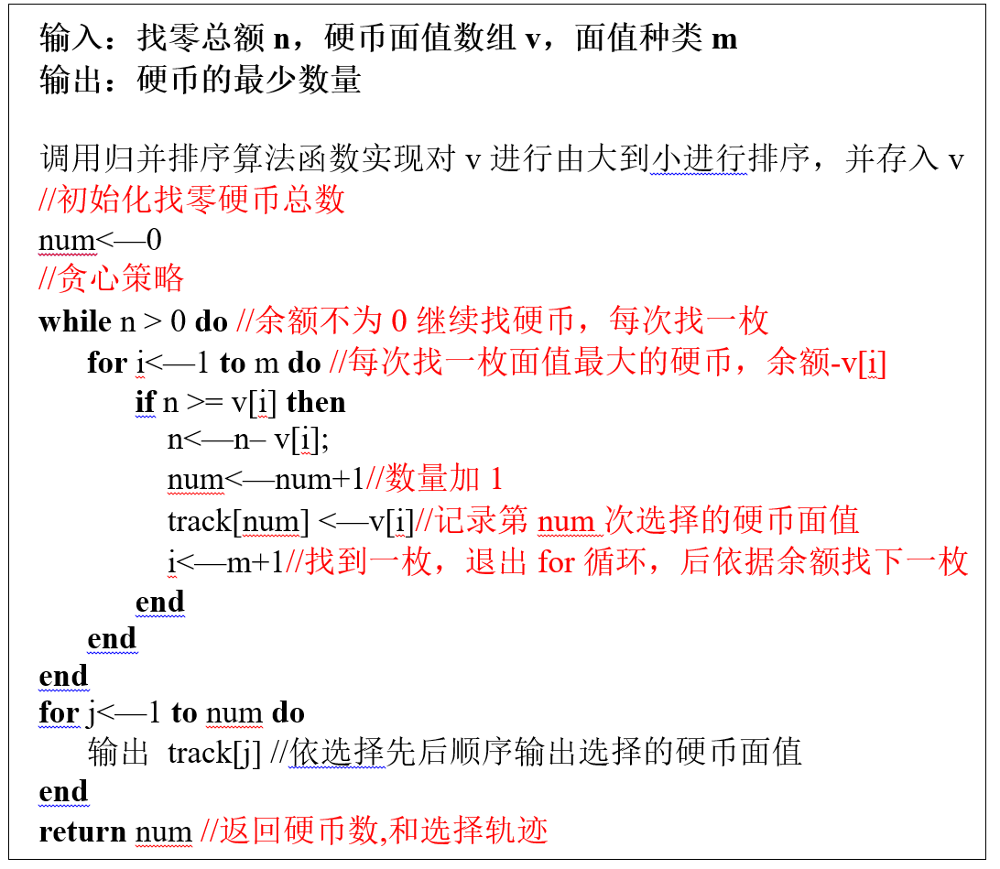 输入：找零总额 n，硬币面值数组 v，面值种类 m
输出：硬币的最少数量
调用归并排序算法函数实现对 v 进行由大到小进行排序，并存入 v
//初始化找零硬币总数
num<—0
//贪心策略
while n > 0 do //余额不为 0 继续找硬币，每次找一枚
for i<—1 to m do //每次找一枚面值最大的硬币，余额-v[i]
if n >= v[i] then
n<—n– v[i];
num<—num+1//数量加 1
track[num] <—v[i]//记录第 num 次选择的硬币面值
i<—m+1//找到一枚，退出 for 循环，后依据余额找下一枚
end
end
end
for j<—1 to num do
输出 track[j] //依选择先后顺序输出选择的硬币面值
end
return num //返回硬币数,和选择轨迹